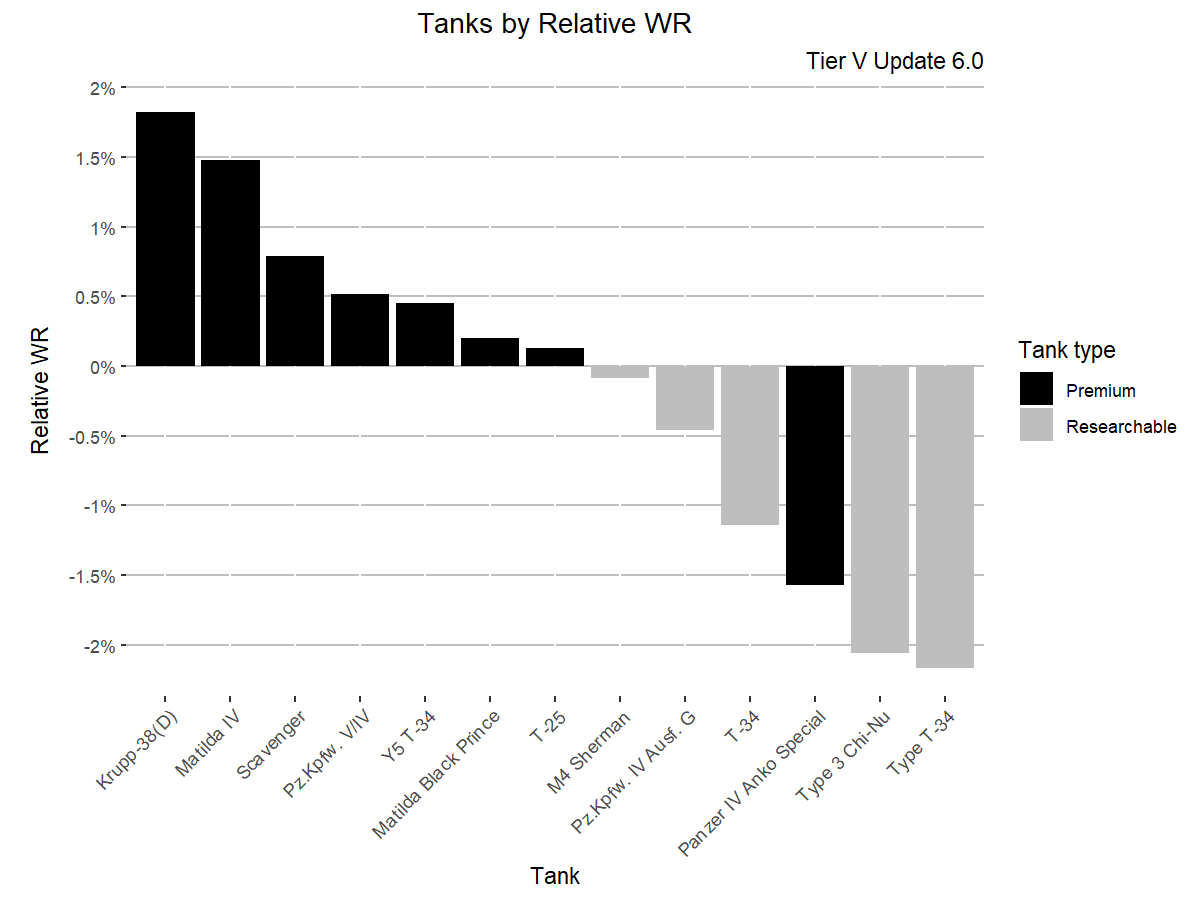 Tanks by Relative WR
Tier V Update 6.0
2%
1.5%
1%
0.5%
0%
-0.5%
-1%
-1.5%
-2%
Relative WR
Krupp-38(D)
Matilda IV
Scavenger
Pz.Kpfw. V/IV
Y5 T-34
Matilda Black Prince
T-25
M4 Sherman
Pz.Kpfw. IV Ausf. G
T-34
Panzer IV Anko Special
Type 3 Chi-Nu
Type T-34
Tank
Tank type
Premium
Researchable